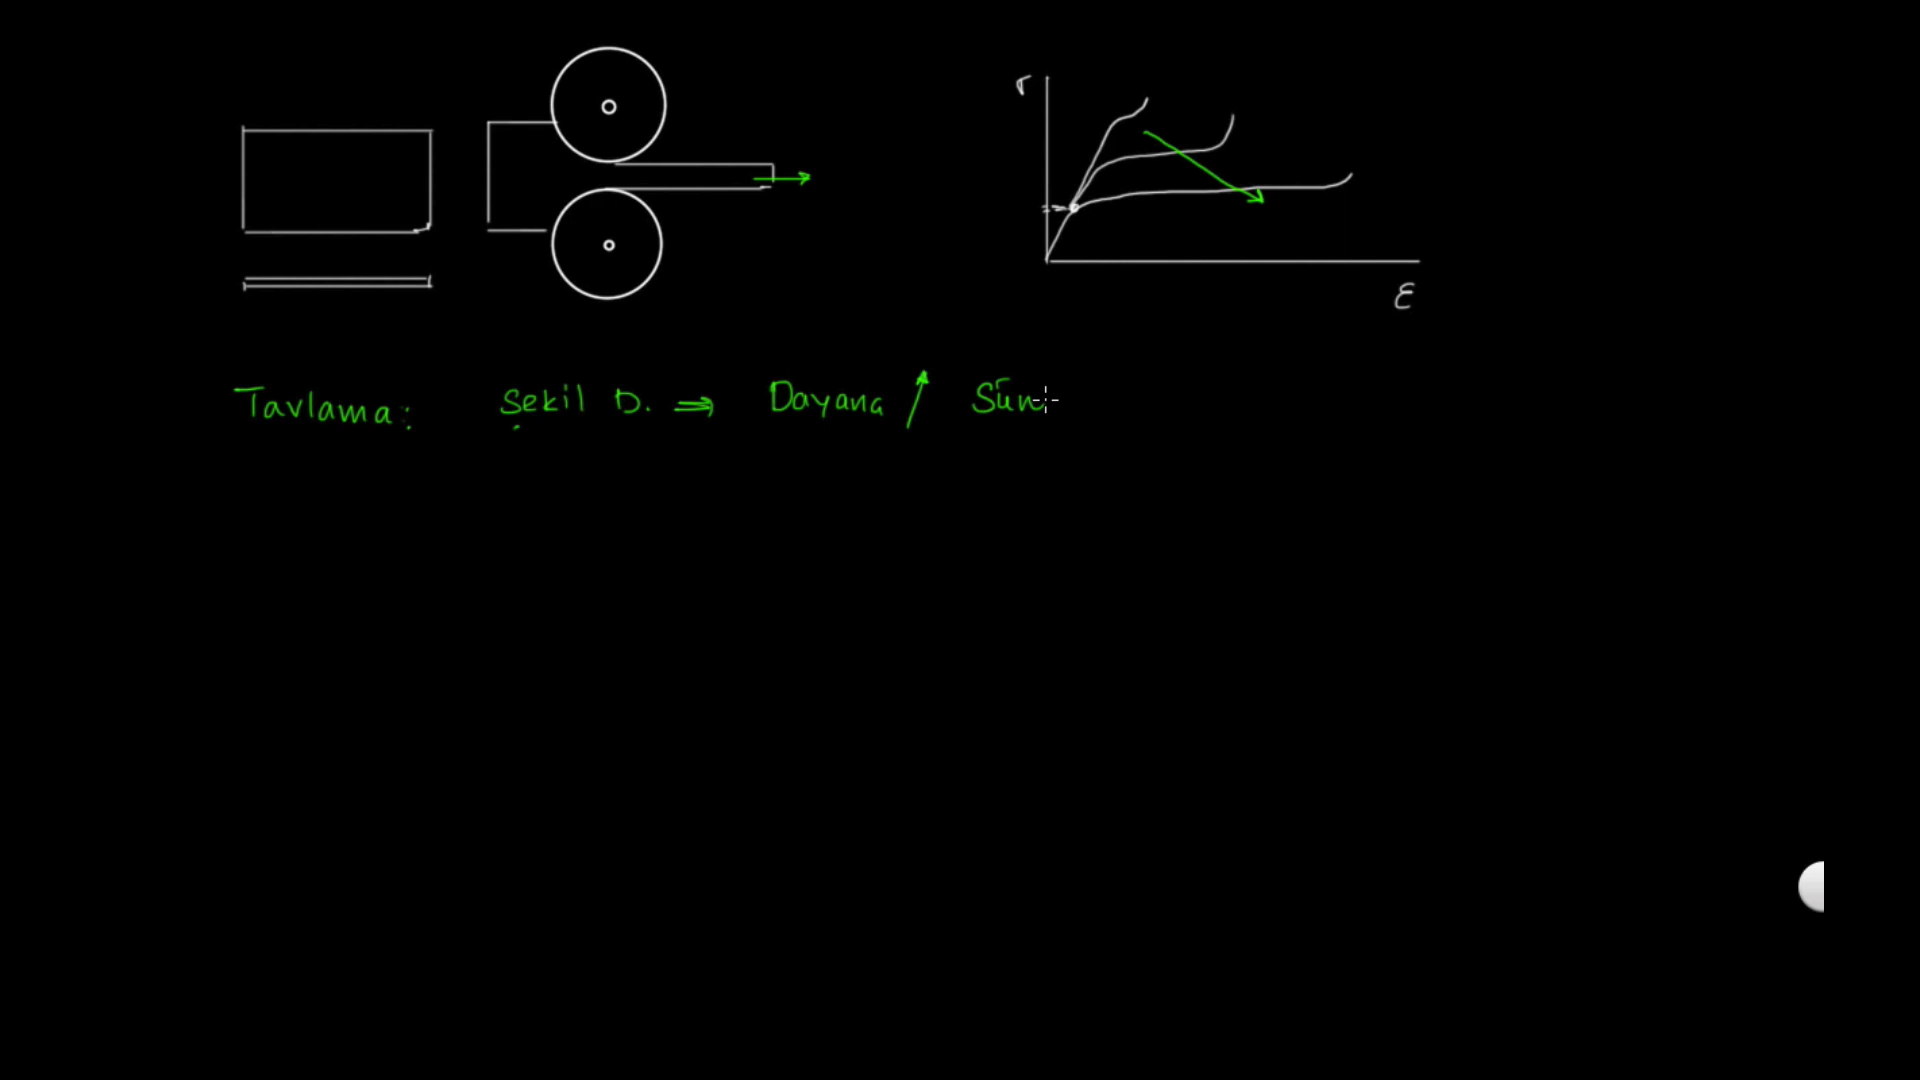 σ
ε
Tavlama: Şekil D. ⇒ Dayana ↗ Sün